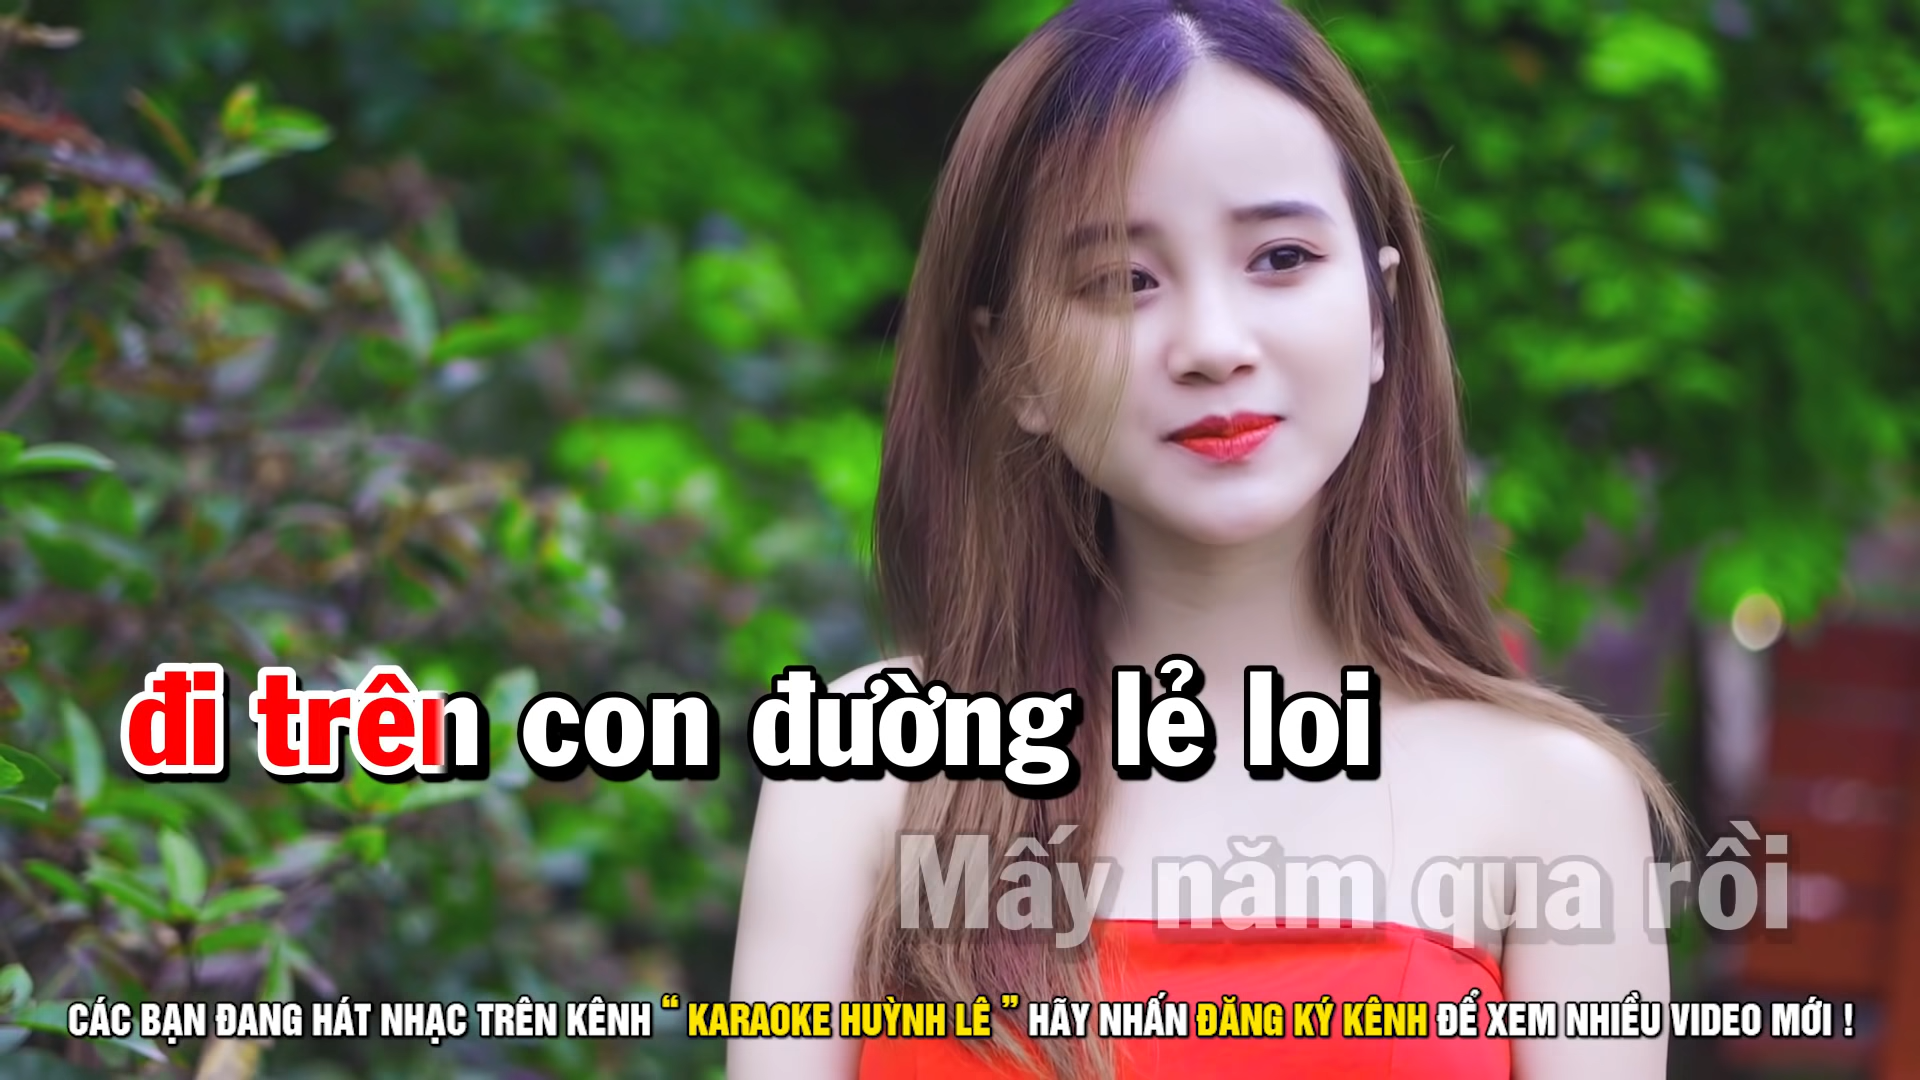 đi trên con đường lẻ loi
Mấy năm qua rồi
CÁC BẠN ĐANG HÁT NHẠC TRÊN KÊNH “ KARAOKE HUỲNH LÊ ” HÃY NHẤN ĐĂNG KÝ KÊNH ĐỂ XEM NHIỀU VIDEO MỚI !